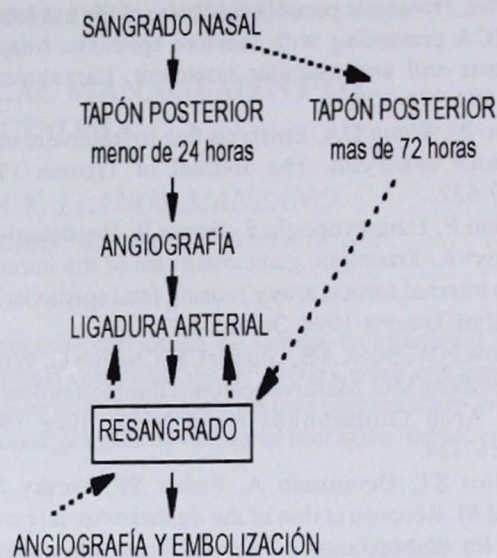 SANGRADO NASAL
TAPÓN POSTERIOR
menor de 24 horas
TAPÓN POSTERIOR
mas de 72 horas
ANGIOGRAFÍA
LIGADURA ARTERIAL
RESANGRADO
ANGIOGRAFÍA Y EMBOLIZACIÓN